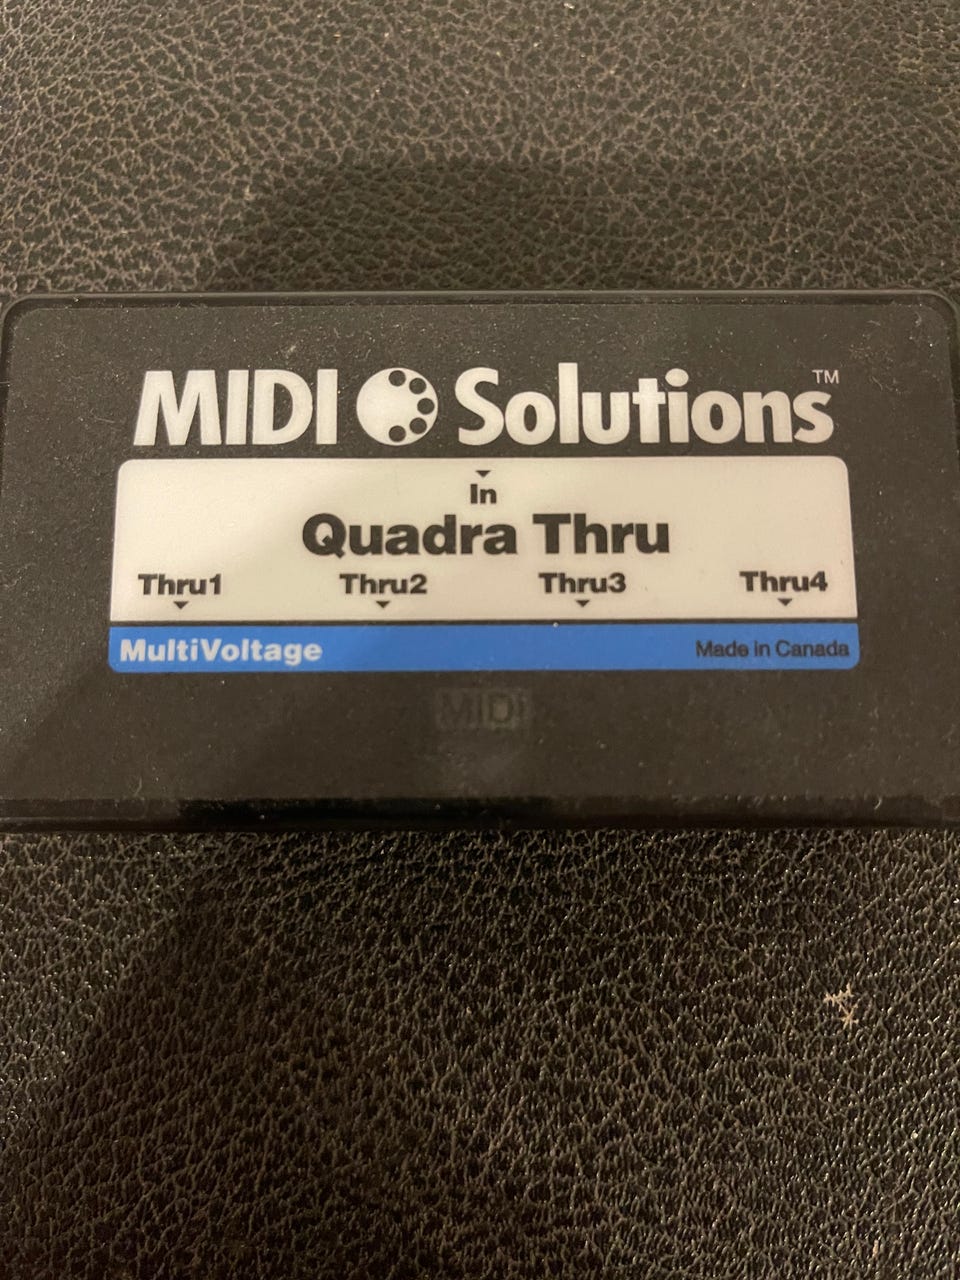 MIDI Solutions™
In
Quadra Thru
Thru1 Thru2 Thru3 Thru4
MultiVoltage Made in Canada
MIDI